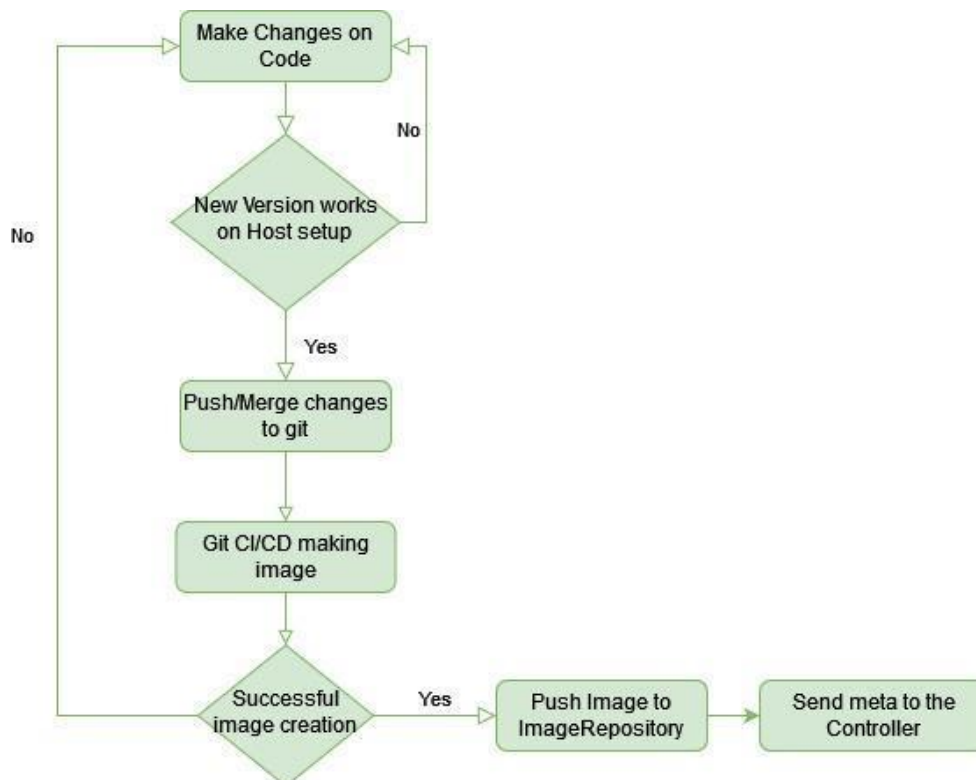 Make Changes on
Code
No
New Version works
on Host setup
No
Yes
Push/Merge changes
to git
Git CI/CD making
image
Successful
image creation
Yes
Push Image to
ImageRepository
Send meta to the
Controller